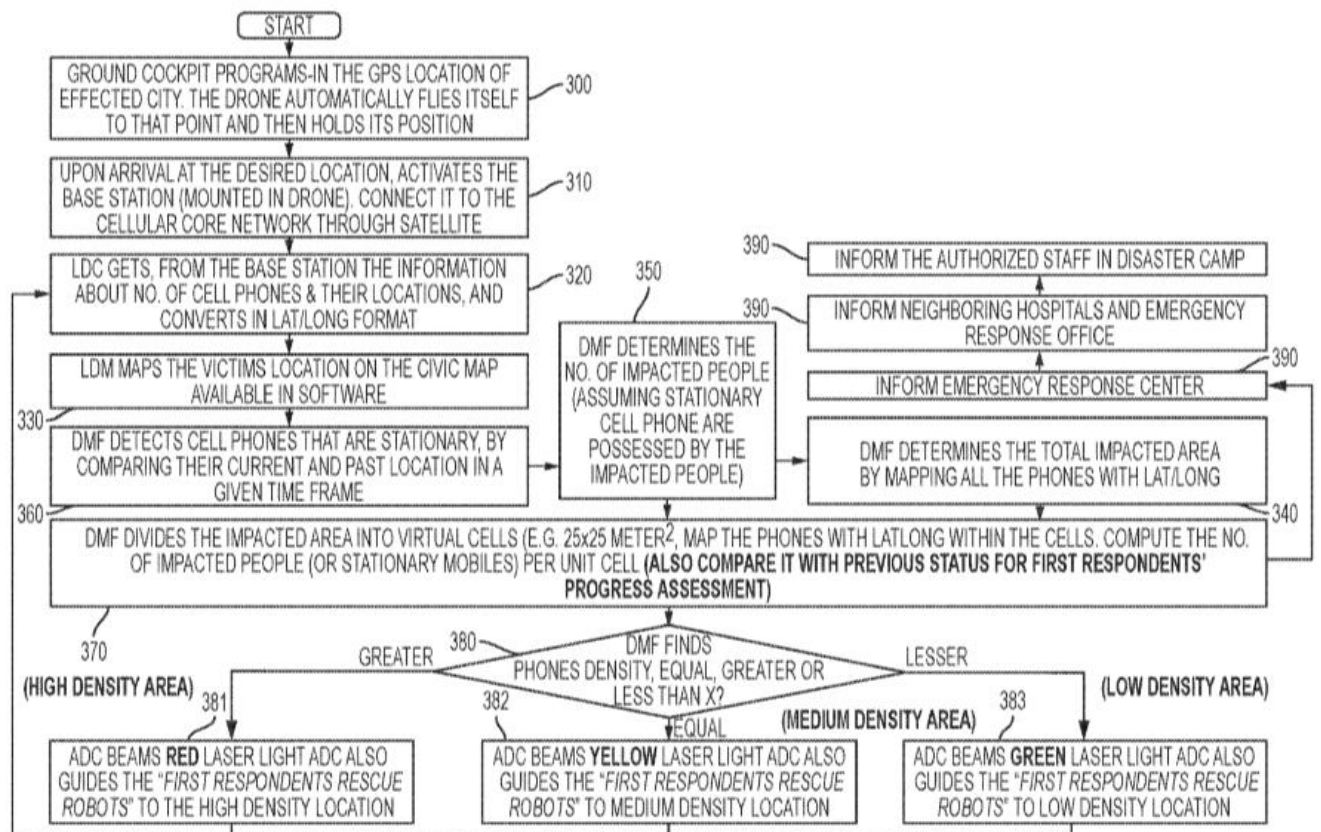 START
GROUND COCKPIT PROGRAMS-IN THE GPS LOCATION OF
EFFECTED CITY. THE DRONE AUTOMATICALLY FLIES ITSELF
TO THAT POINT AND THEN HOLDS ITS POSITION
300
UPON ARRIVAL AT THE DESIRED LOCATION, ACTIVATES THE
BASE STATION (MOUNTED IN DRONE). CONNECT IT TO THE
CELLULAR CORE NETWORK THROUGH SATELLITE
310
LDC GETS, FROM THE BASE STATION THE INFORMATION
ABOUT NO. OF CELL PHONES & THEIR LOCATIONS, AND
CONVERTS IN LAT/LONG FORMAT
320
LDM MAPS THE VICTIMS LOCATION ON THE CIVIC MAP
AVAILABLE IN SOFTWARE
330
DMF DETECTS CELL PHONES THAT ARE STATIONARY, BY
COMPARING THEIR CURRENT AND PAST LOCATION IN A
GIVEN TIME FRAME
360
350
DMF DETERMINES THE
NO. OF IMPACTED PEOPLE
(ASSUMING STATIONARY
CELL PHONE ARE
POSSESSED BY THE
IMPACTED PEOPLE)
390
INFORM THE AUTHORIZED STAFF IN DISASTER CAMP
390
INFORM NEIGHBORING HOSPITALS AND EMERGENCY
RESPONSE OFFICE
390
INFORM EMERGENCY RESPONSE CENTER
DMF DETERMINES THE TOTAL IMPACTED AREA
BY MAPPING ALL THE PHONES WITH LAT/LONG
340
DMF DIVIDES THE IMPACTED AREA INTO VIRTUAL CELLS (E.G. 25x25 METER2, MAP THE PHONES WITH LATLONG WITHIN THE CELLS. COMPUTE THE NO.
OF IMPACTED PEOPLE (OR STATIONARY MOBILES) PER UNIT CELL (ALSO COMPARE IT WITH PREVIOUS STATUS FOR FIRST RESPONDENTS'
PROGRESS ASSESSMENT)
370
380
DMF FINDS
PHONES DENSITY, EQUAL, GREATER OR
LESS THAN X?
GREATER
LESSER
EQUAL
(HIGH DENSITY AREA)
(MEDIUM DENSITY AREA)
(LOW DENSITY AREA)
381
ADC BEAMS RED LASER LIGHT ADC ALSO
GUIDES THE "FIRST RESPONDENTS RESCUE
ROBOTS" TO THE HIGH DENSITY LOCATION
382
ADC BEAMS YELLOW LASER LIGHT ADC ALSO
GUIDES THE "FIRST RESPONDENTS RESCUE
ROBOTS" TO MEDIUM DENSITY LOCATION
383
ADC BEAMS GREEN LASER LIGHT ADC ALSO
GUIDES THE "FIRST RESPONDENTS RESCUE
ROBOTS" TO LOW DENSITY LOCATION